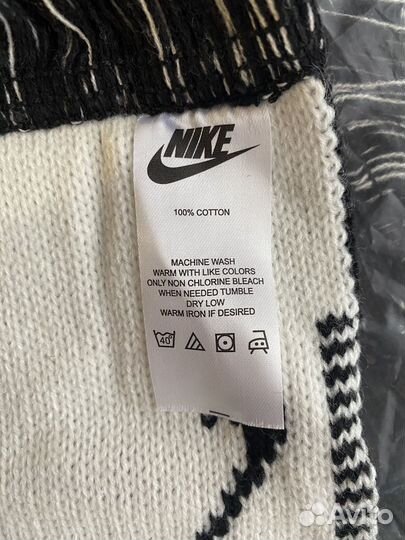 NIKE
100% COTTON
MACHINE WASH
WARM WITH LIKE COLORS
ONLY NON CHLORINE BLEACH
WHEN NEEDED TUMBLE
DRY LOW
WARM IRON IF DESIRED
40
Avito